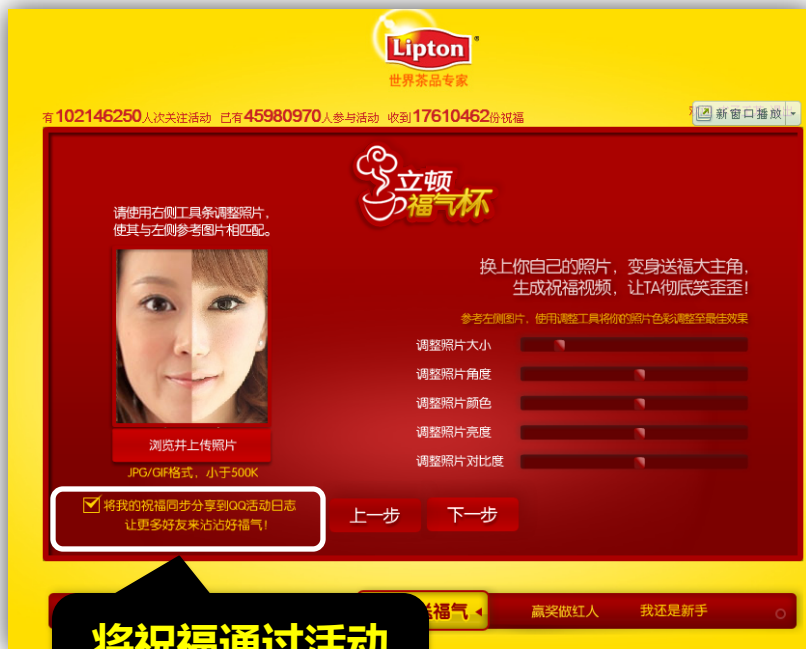 Lipton
世界茶品专家
有102146250人次关注活动 已有45980970人参与活动 收到17610462份祝福
新窗口播放
立顿
福气杯
请使用右侧工具条调整照片，
使其与左侧参考图片相匹配。
换上你自己的照片，变身送福大主角，
生成祝福视频，让TA彻底笑歪歪！
参考左侧图片，使用调整工具将你的照片色彩调整至最佳效果
调整照片大小
调整照片角度
调整照片颜色
调整照片亮度
调整照片对比度
浏览并上传照片
JPG/GIF格式，小于500K
将我的祝福同步分享到QQ活动日志
让更多好友来沾沾好福气！
上一步 下一步
送福气 赢奖做红人 我还是新手
将祝福通过活动